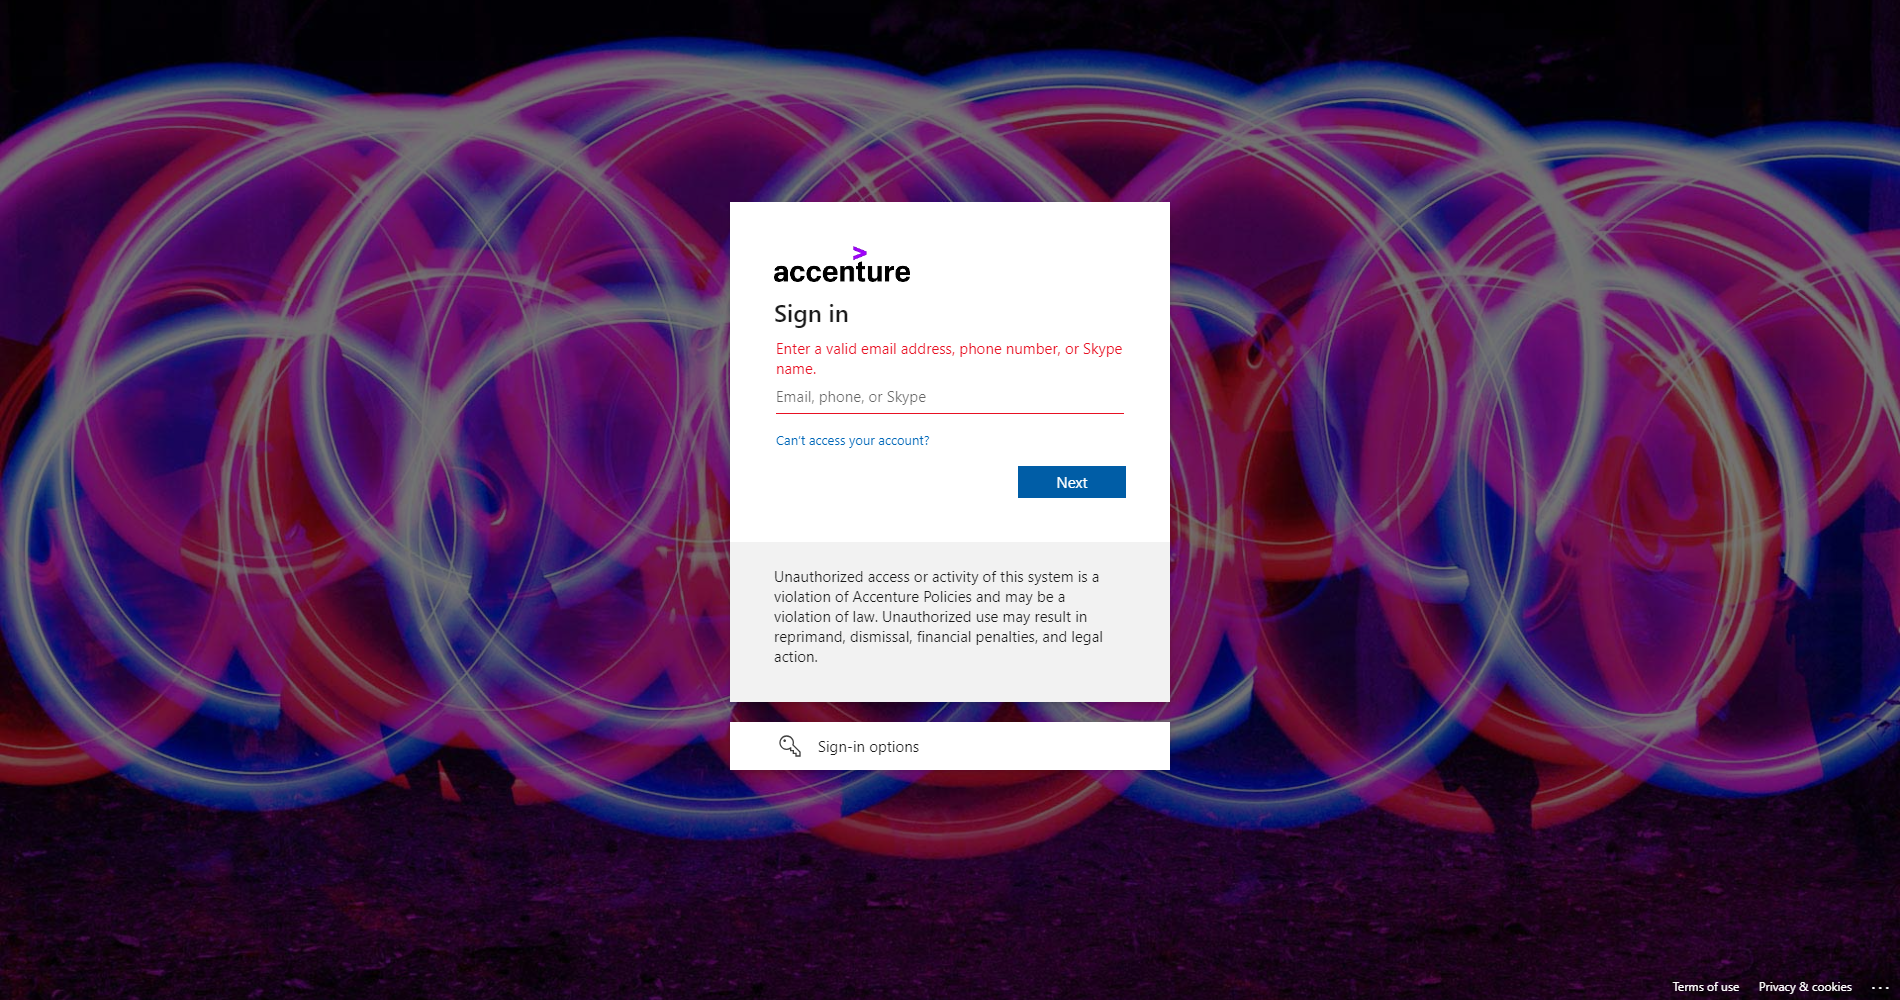 accenture
Sign in
Enter a valid email address, phone number, or Skype
name.
Email, phone, or Skype
Can't access your account?
Next
Unauthorized access or activity of this system is a
violation of Accenture Policies and may be a
violation of law. Unauthorized use may result in
reprimand, dismissal, financial penalties, and legal
action.
Sign-in options
Terms of use Privacy & cookies ...